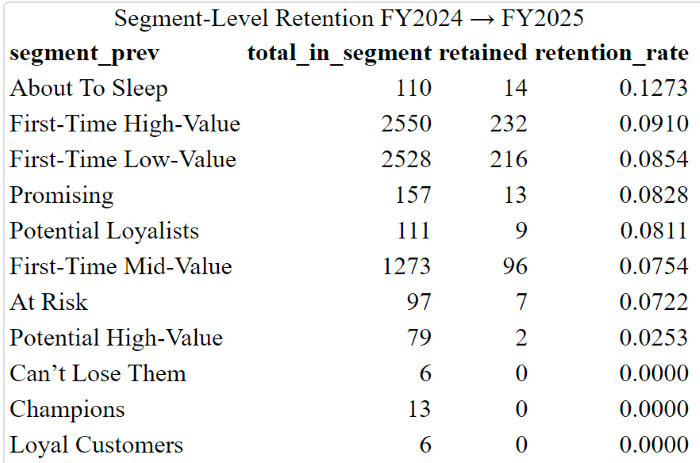 Segment-Level Retention FY2024 → FY2025
segment_prev total_in_segment retained retention_rate
About To Sleep 110 14 0.1273
First-Time High-Value 2550 232 0.0910
First-Time Low-Value 2528 216 0.0854
Promising 157 13 0.0828
Potential Loyalists 111 9 0.0811
First-Time Mid-Value 1273 96 0.0754
At Risk 97 7 0.0722
Potential High-Value 79 2 0.0253
Can’t Lose Them 6 0 0.0000
Champions 13 0 0.0000
Loyal Customers 6 0 0.0000